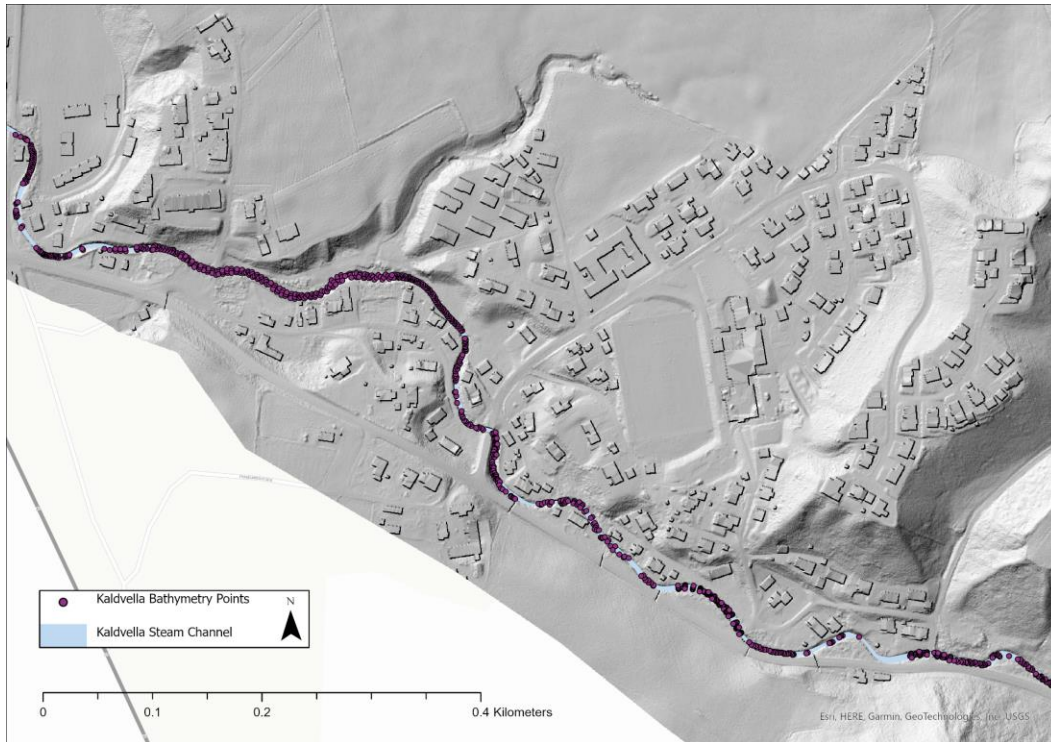 Kaldvella Bathymetry Points
N
Kaldvella Steam Channel
0
0.1
0.2
0.4 Kilometers
Esri, HERE, Garmin, GeoTechnologies, Inc., USGS